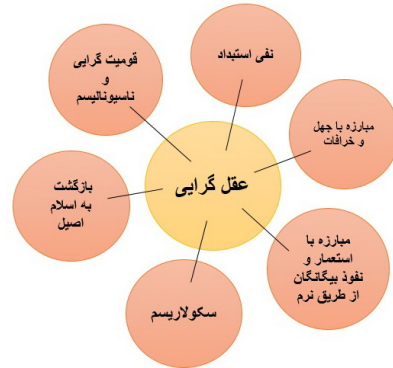 نفی استبداد
مبارزه با جهل
و خرافات
مبارزه با
استعمار و
نفوذ بیگانگان
از طریق نرم
سکولاریسم
بازگشت
به اسلام
اصیل
قومیت گرایی
و
ناسیونالیسم
عقل گرایی